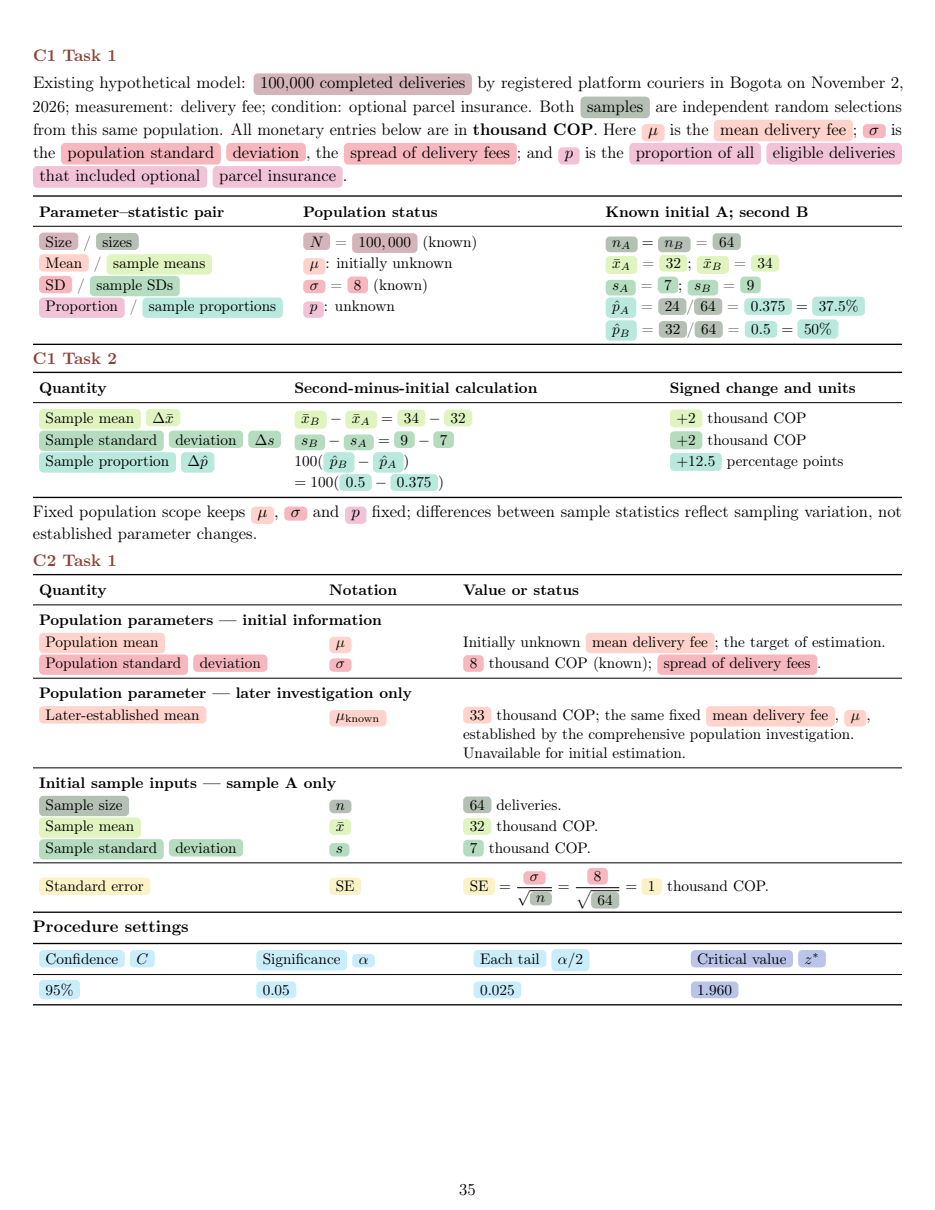 C1 Task 1
Existing hypothetical model: 100,000 completed deliveries by registered platform couriers in Bogota on November 2,
2026; measurement: delivery fee; condition: optional parcel insurance. Both samples are independent random selections
from this same population. All monetary entries below are in thousand COP. Here μ is the mean delivery fee; σ is
the population standard deviation, the spread of delivery fees; and p is the proportion of all eligible deliveries
that included optional parcel insurance.
Parameter–statistic pair Population status Known initial A; second B
Size / sizes N = 100,000 (known) n_A = n_B = 64
Mean / sample means μ: initially unknown x̄_A = 32; x̄_B = 34
SD / sample SDs σ = 8 (known) s_A = 7; s_B = 9
Proportion / sample proportions p: unknown p̂_A = 24/64 = 0.375 = 37.5%
p̂_B = 32/64 = 0.5 = 50%
C1 Task 2
Quantity Second-minus-initial calculation Signed change and units
Sample mean Δx̄ x̄_B − x̄_A = 34 − 32 +2 thousand COP
Sample standard deviation Δs s_B − s_A = 9 − 7 +2 thousand COP
Sample proportion Δp̂ 100(p̂_B − p̂_A) +12.5 percentage points
= 100(0.5 − 0.375)
Fixed population scope keeps μ, σ and p fixed; differences between sample statistics reflect sampling variation, not
established parameter changes.
C2 Task 1
Quantity Notation Value or status
Population parameters — initial information
Population mean μ Initially unknown mean delivery fee; the target of estimation.
Population standard deviation σ 8 thousand COP (known); spread of delivery fees.
Population parameter — later investigation only
Later-established mean μ_known 33 thousand COP; the same fixed mean delivery fee, μ,
established by the comprehensive population investigation.
Unavailable for initial estimation.
Initial sample inputs — sample A only
Sample size n 64 deliveries.
Sample mean x̄ 32 thousand COP.
Sample standard deviation s 7 thousand COP.
Standard error SE SE = σ/√n = 8/√64 = 1 thousand COP.
Procedure settings
Confidence C Significance α Each tail α/2 Critical value z*
95% 0.05 0.025 1.960
35